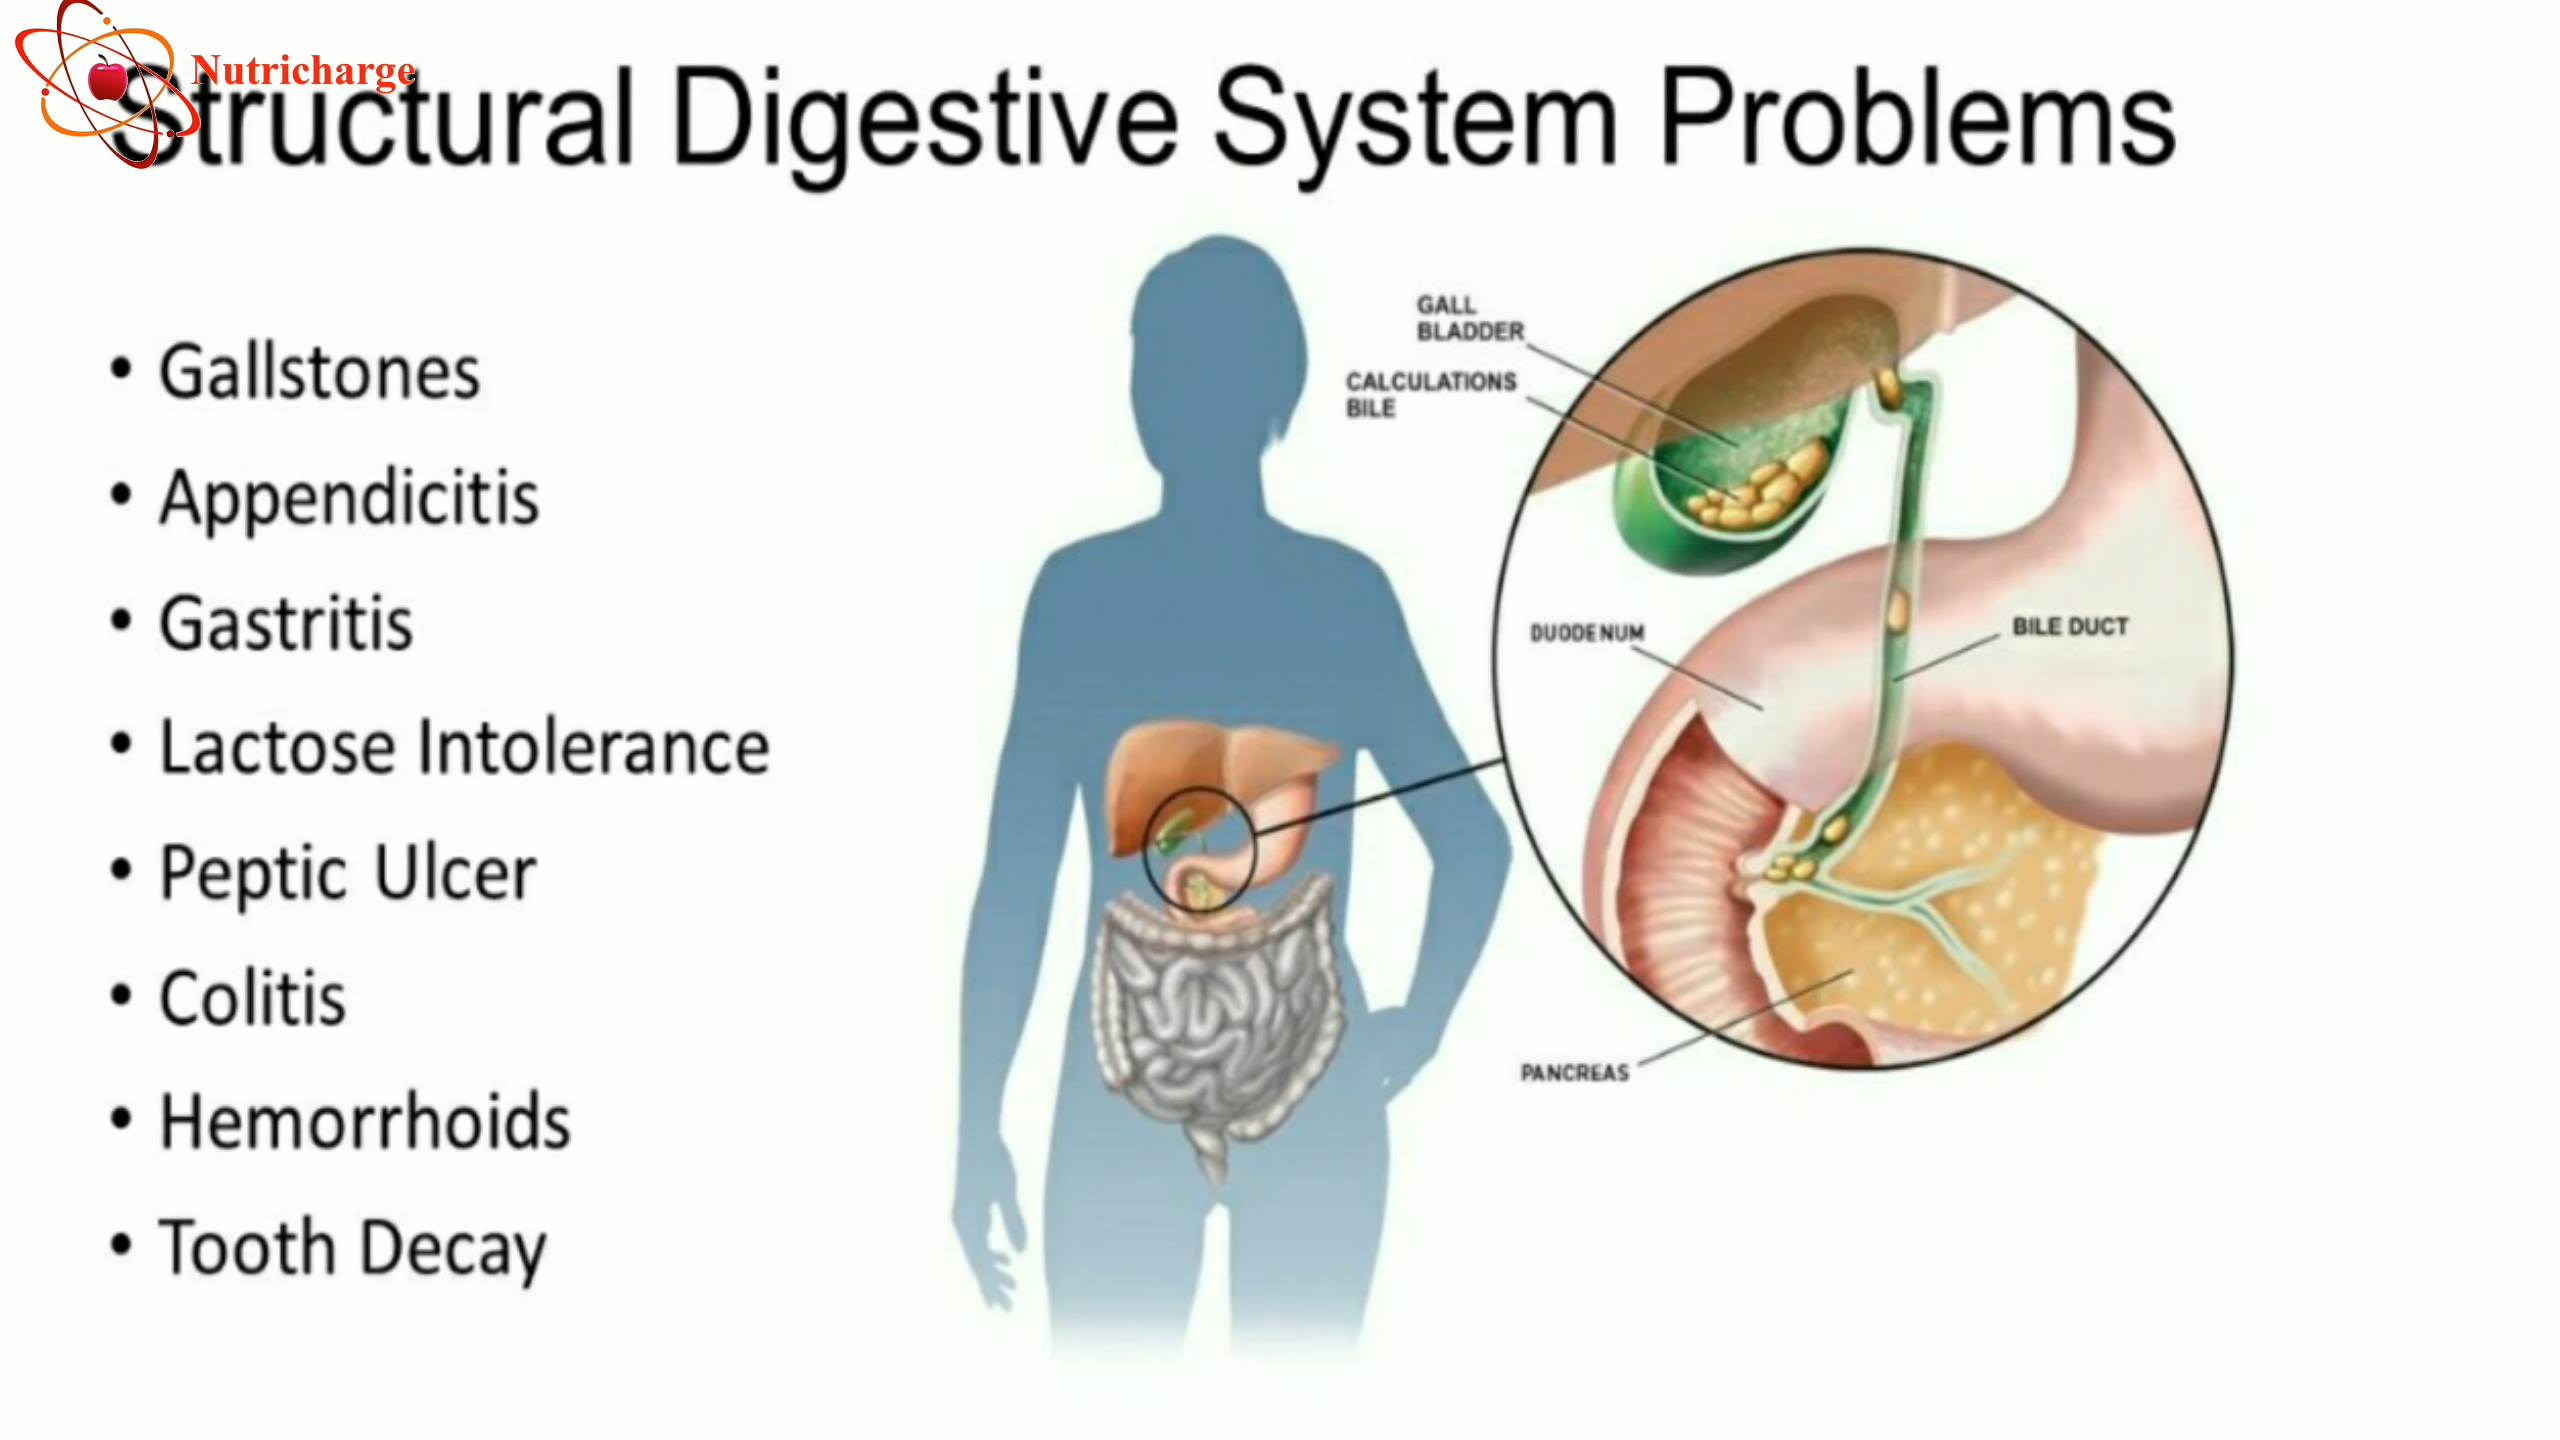 Nutricharge
Structural Digestive System Problems
• Gallstones
• Appendicitis
• Gastritis
• Lactose Intolerance
• Peptic Ulcer
• Colitis
• Hemorrhoids
• Tooth Decay
GALL
BLADDER
CALCULATIONS
BILE
DUODENUM
BILE DUCT
PANCREAS